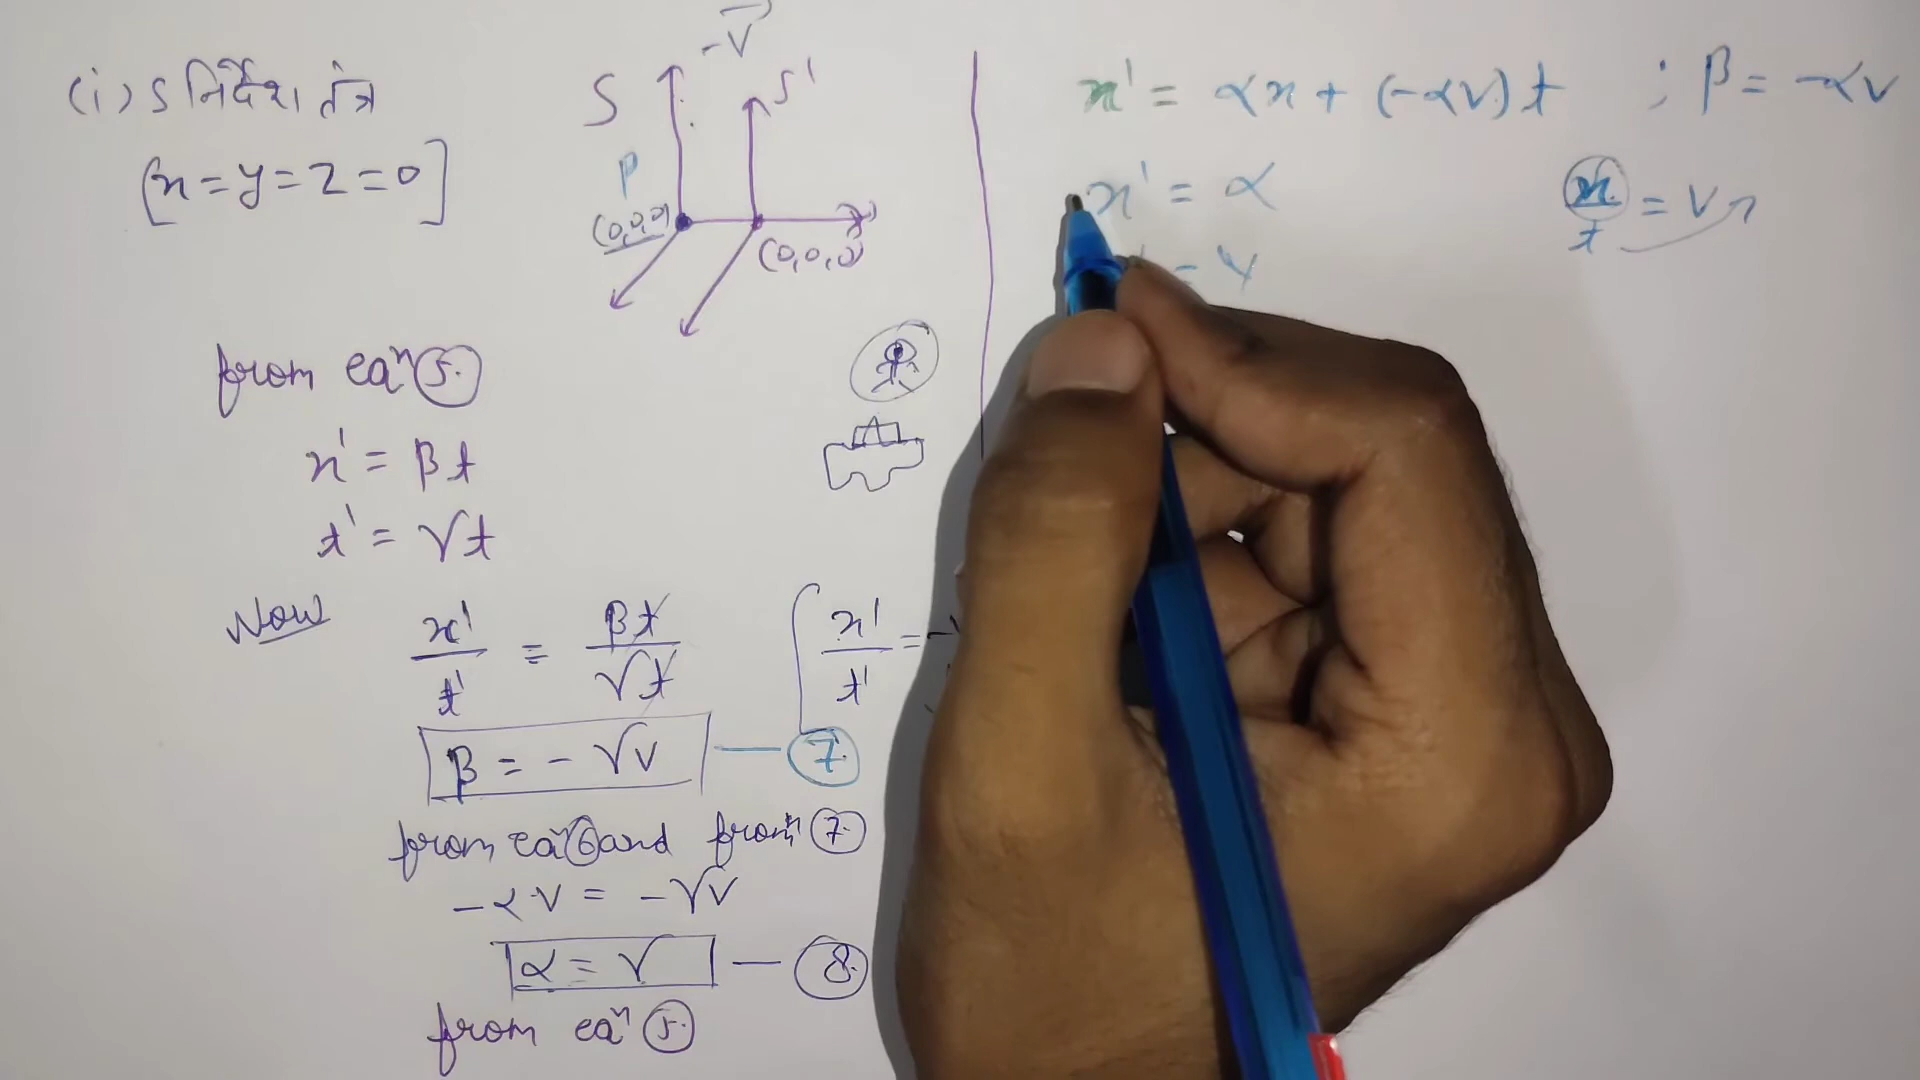 (i) S निर्देश तंत्र
[x=y=z=0]
-V
S
S'
P
(0,0,0)
(0,0,0)
from eqⁿ (5.)
x' = βt
t' = γt
Now
x'/t' = βt/γt
x'/t' = -v
β = -γv — (7.)
from eqⁿ (6) and from (7.)
-αv = -γv
α = γ — (8.)
from eqⁿ (5.)
x' = αx + (-αv)t ; β = -αv
x' = α
x/t = v
= γ